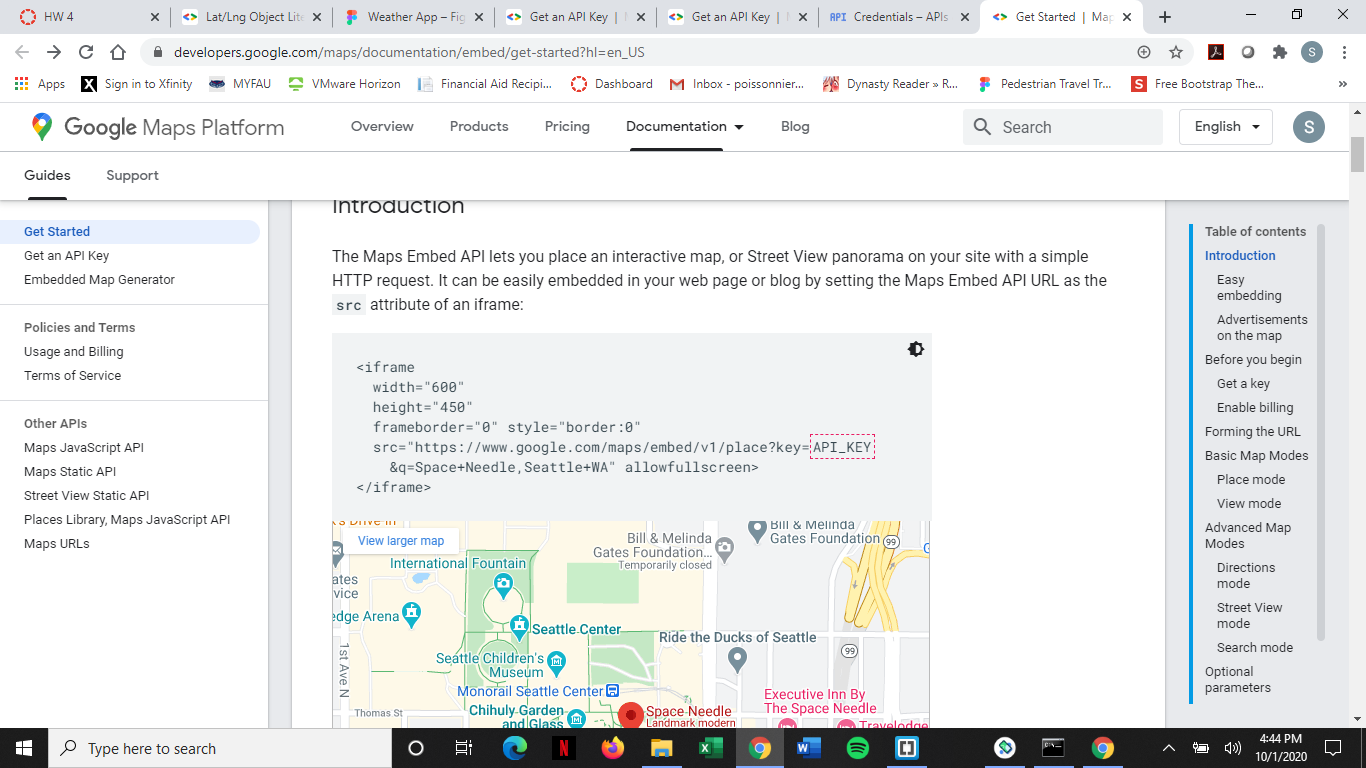 HW 4
Lat/Lng Object Lite
Weather App – Fig
Get an API Key |
Get an API Key |
API Credentials – APIs
Get Started | Map
developers.google.com/maps/documentation/embed/get-started?hl=en_US
S
Apps
X Sign in to Xfinity
MYFAU
VMware Horizon
Financial Aid Recipi...
Dashboard
Inbox - poissonnier...
Dynasty Reader » R...
Pedestrian Travel Tr...
S Free Bootstrap The...
»
Google Maps Platform
Overview
Products
Pricing
Documentation
Blog
Search
English
S
Guides
Support
Get Started
Get an API Key
Embedded Map Generator
Policies and Terms
Usage and Billing
Terms of Service
Other APIs
Maps JavaScript API
Maps Static API
Street View Static API
Places Library, Maps JavaScript API
Maps URLs
Introduction
The Maps Embed API lets you place an interactive map, or Street View panorama on your site with a simple
HTTP request. It can be easily embedded in your web page or blog by setting the Maps Embed API URL as the
src attribute of an iframe:
<iframe
width="600"
height="450"
frameborder="0" style="border:0"
src="https://www.google.com/maps/embed/v1/place?key=API_KEY
&q=Space+Needle,Seattle+WA" allowfullscreen>
</iframe>
's Drive In
View larger map
Bill & Melinda
Gates Foundation...
Temporarily closed
Bill & Melinda
Gates Foundation
99
G
International Fountain
ates
vice
edge Arena
Seattle Center
Ride the Ducks of Seattle
99
1st Ave N
Seattle Children's
Museum
Monorail Seattle Center
Executive Inn By
The Space Needle
Thomas St
Chihuly Garden
and Glass
Space Needle
Landmark modern
Travelodge
Table of contents
Introduction
Easy
embedding
Advertisements
on the map
Before you begin
Get a key
Enable billing
Forming the URL
Basic Map Modes
Place mode
View mode
Advanced Map
Modes
Directions
mode
Street View
mode
Search mode
Optional
parameters
Type here to search
4:44 PM
10/1/2020